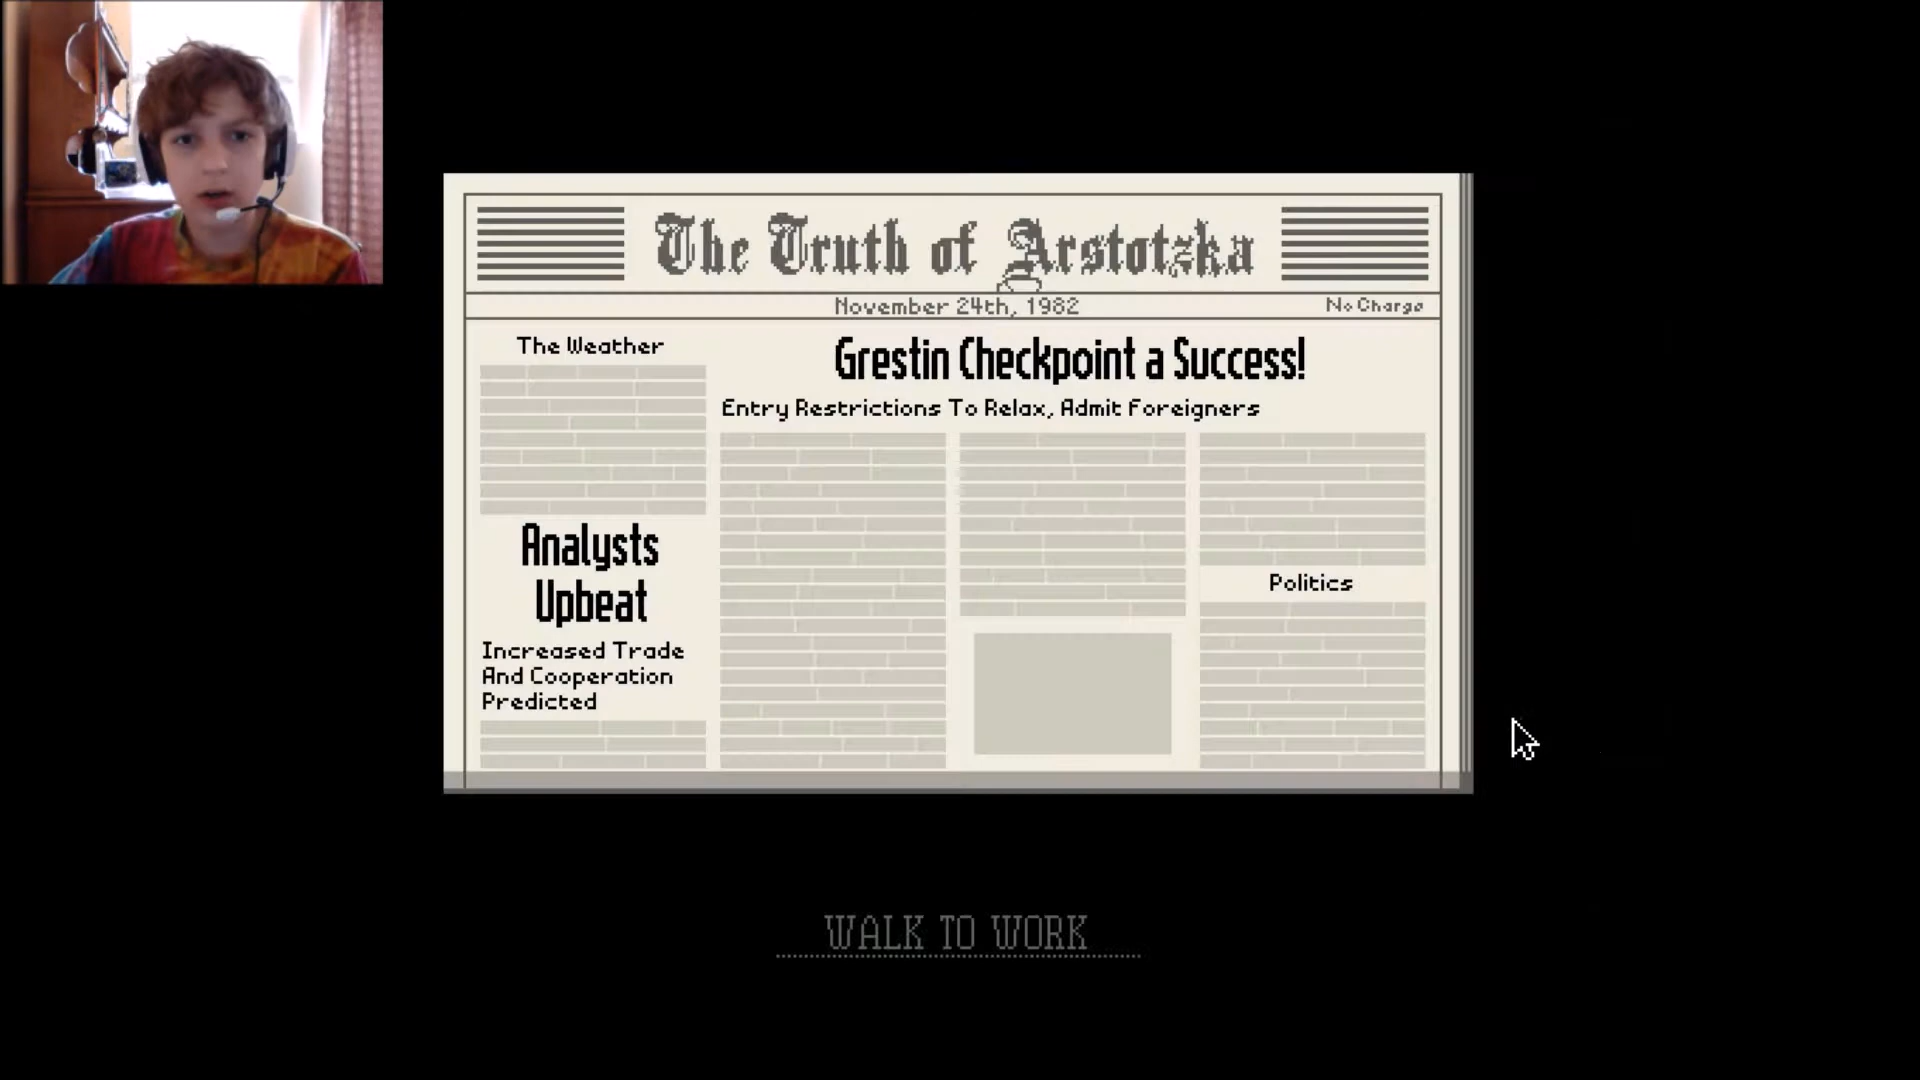 The Truth of Arstotzka
November 24th, 1982
No Charge
The Weather
Analysts
Upbeat
Increased Trade
And Cooperation
Predicted
Grestin Checkpoint a Success!
Entry Restrictions To Relax, Admit Foreigners
Politics
WALK TO WORK